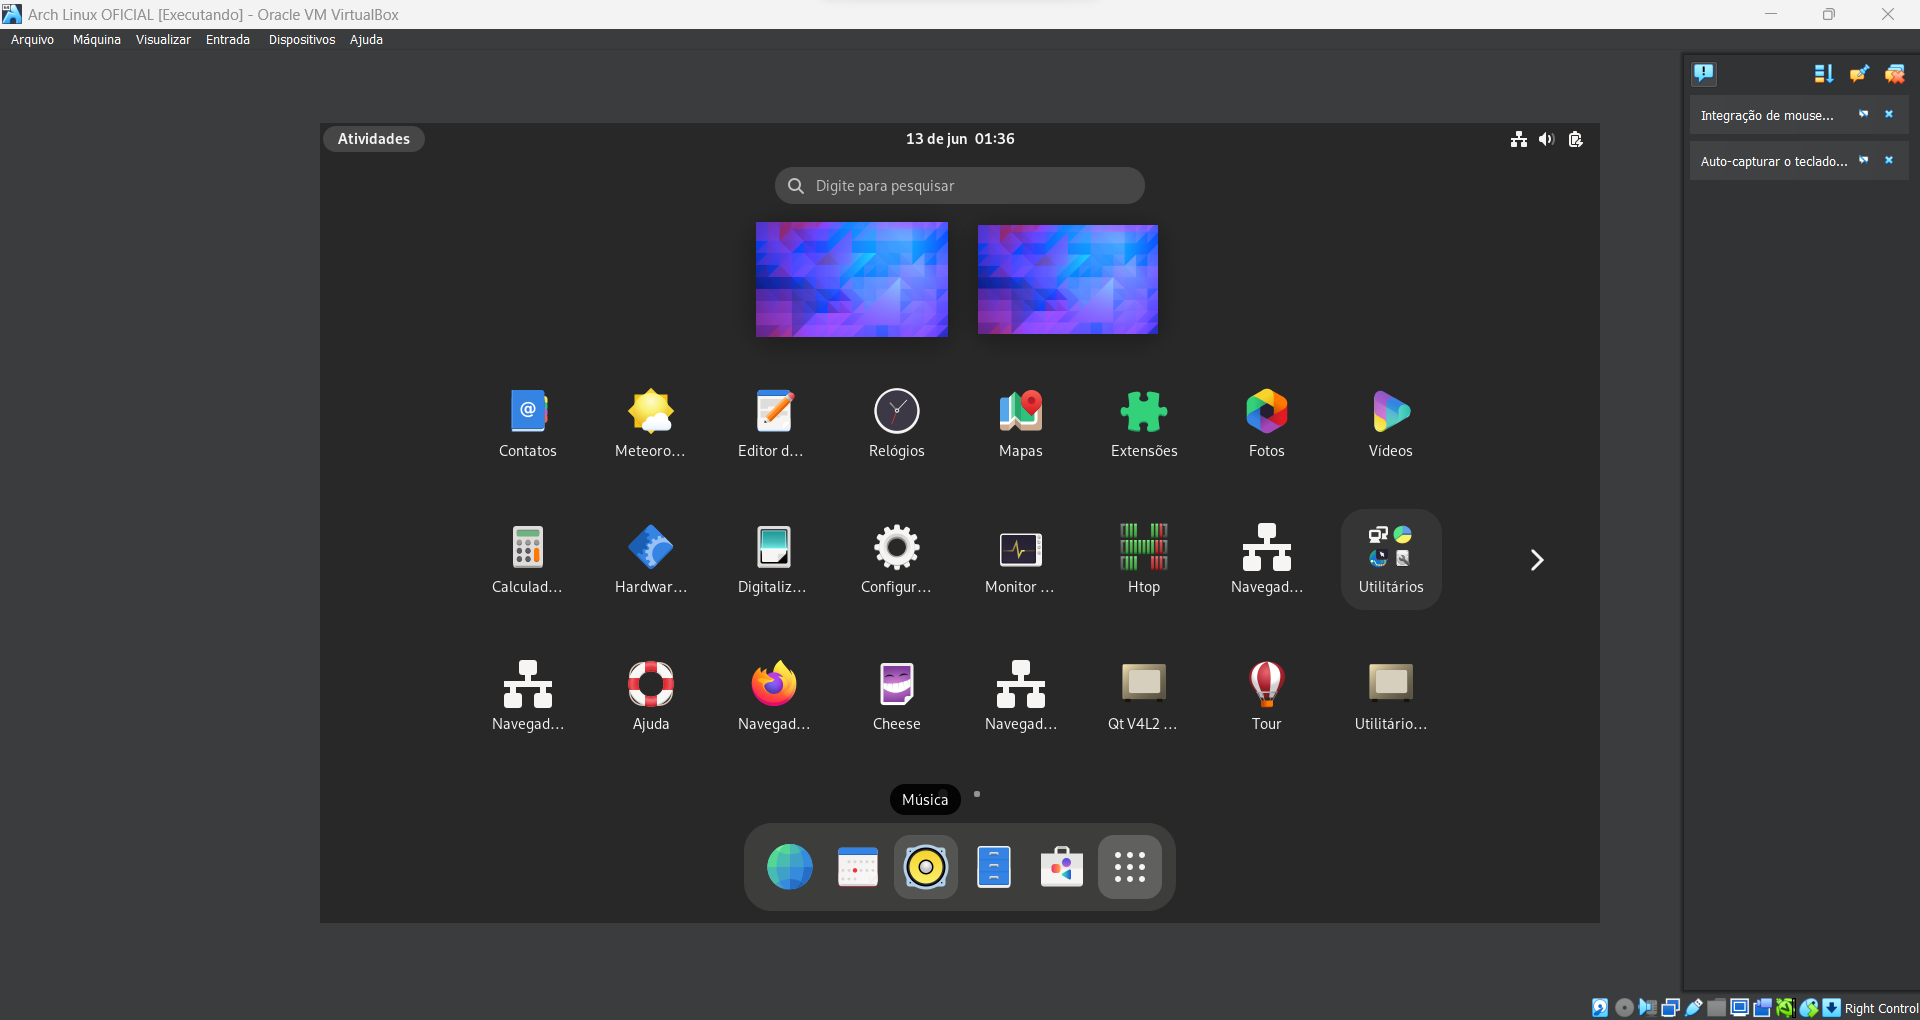 Arch Linux OFICIAL [Executando] - Oracle VM VirtualBox
Arquivo Máquina Visualizar Entrada Dispositivos Ajuda
Integração de mouse...
Auto-capturar o teclado...
Atividades 13 de jun 01:36
Digite para pesquisar
Contatos Meteoro... Editor d... Relógios Mapas Extensões Fotos Vídeos
Calculad... Hardwar... Digitaliz... Configur... Monitor ... Htop Navegad... Utilitários
Navegad... Ajuda Navegad... Cheese Navegad... Qt V4L2 ... Tour Utilitário...
Música
Right Control